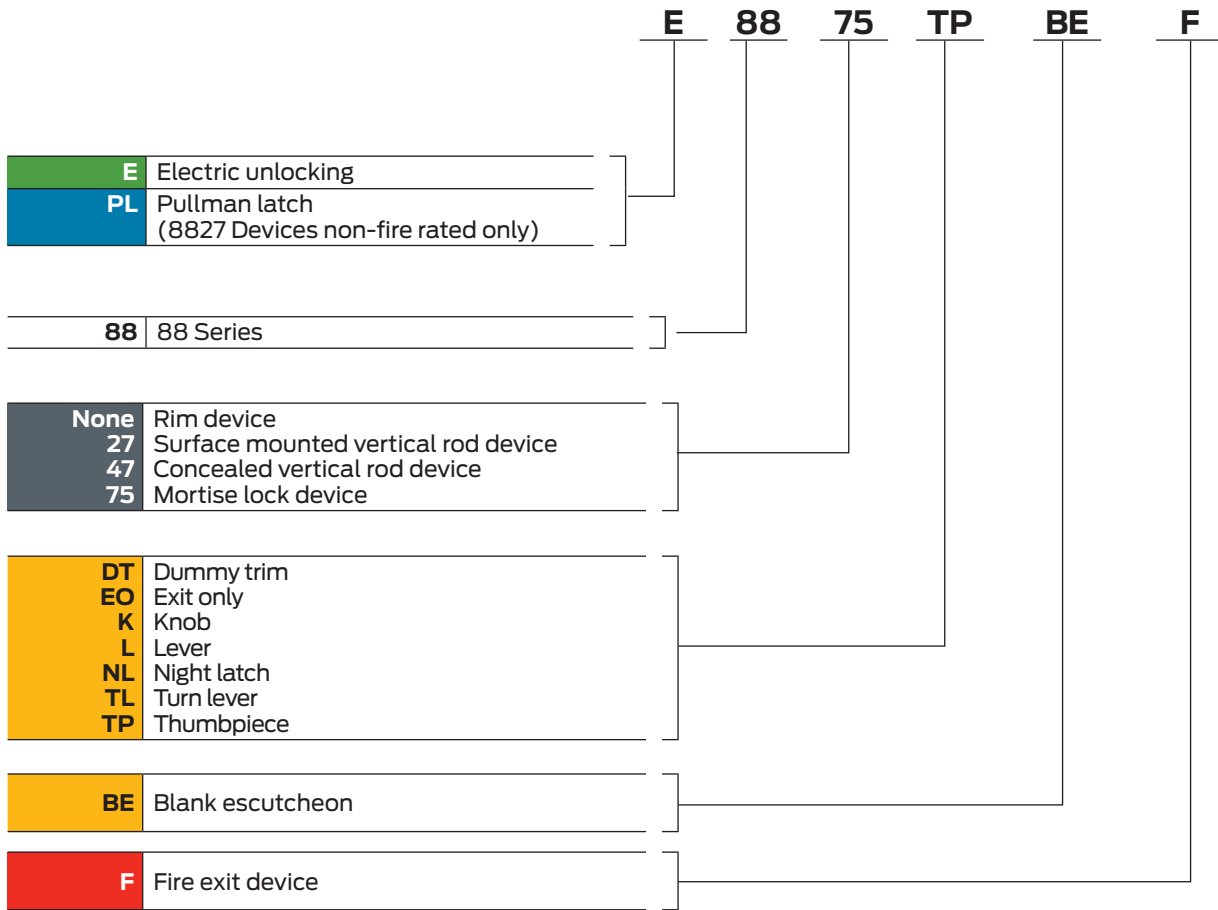 E 88 75 TP BE F
E Electric unlocking
PL Pullman latch
(8827 Devices non-fire rated only)
88 88 Series
None Rim device
27 Surface mounted vertical rod device
47 Concealed vertical rod device
75 Mortise lock device
DT Dummy trim
EO Exit only
K Knob
L Lever
NL Night latch
TL Turn lever
TP Thumbpiece
BE Blank escutcheon
F Fire exit device